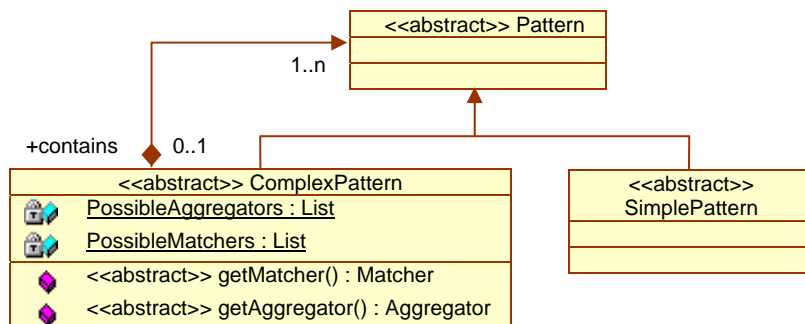 <<abstract>> Pattern
1..n
+contains
0..1
<<abstract>> ComplexPattern
PossibleAggregators : List
PossibleMatchers : List
<<abstract>> getMatcher() : Matcher
<<abstract>> getAggregator() : Aggregator
<<abstract>>
SimplePattern